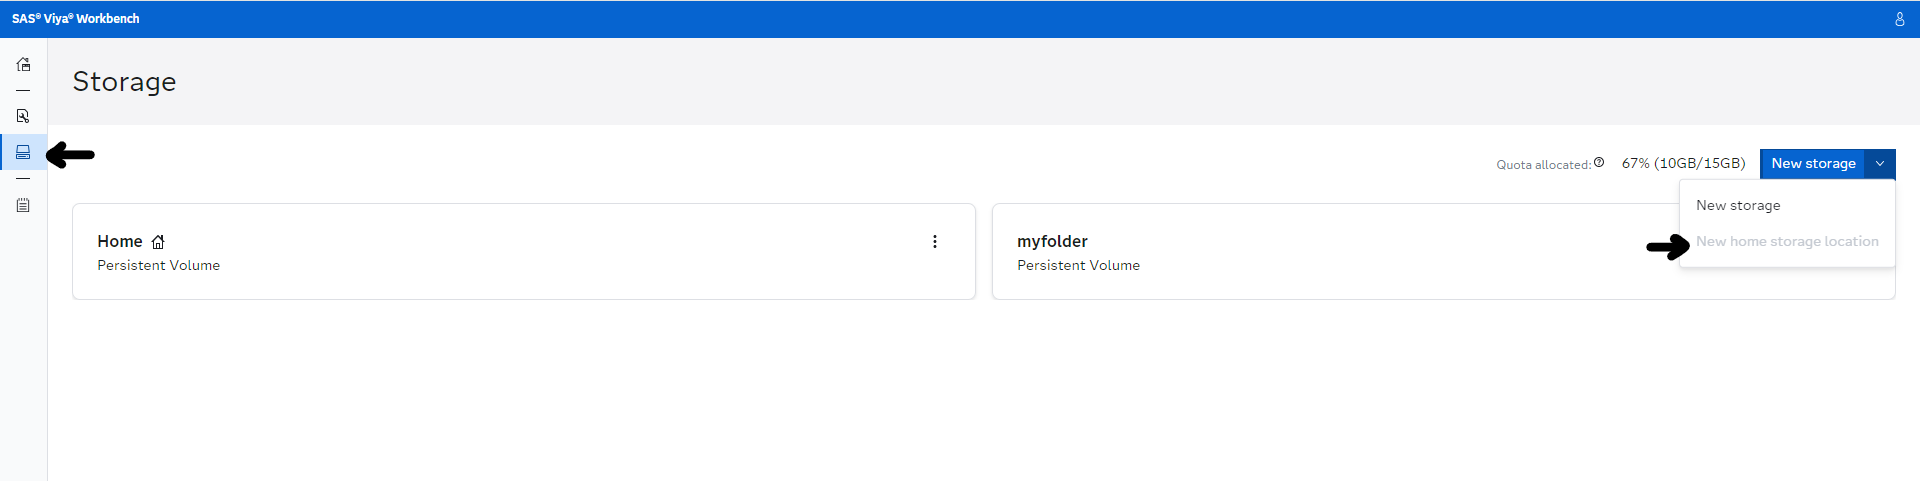 SAS® Viya® Workbench
Storage
Quota allocated: 67% (10GB/15GB) New storage
New storage
New home storage location
Home
Persistent Volume
myfolder
Persistent Volume